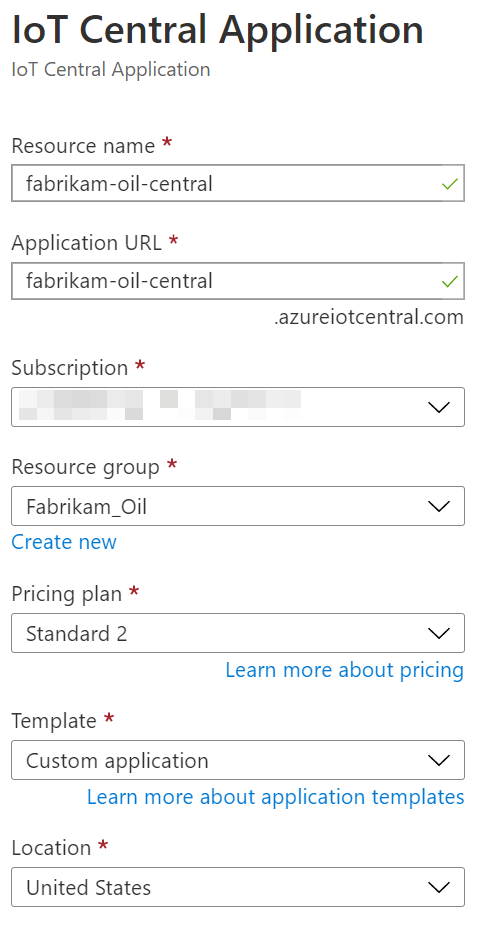 IoT Central Application
IoT Central Application
Resource name *
fabrikam-oil-central
Application URL *
fabrikam-oil-central
.azureiotcentral.com
Subscription *
Resource group *
Fabrikam_Oil
Create new
Pricing plan *
Standard 2
Learn more about pricing
Template *
Custom application
Learn more about application templates
Location *
United States